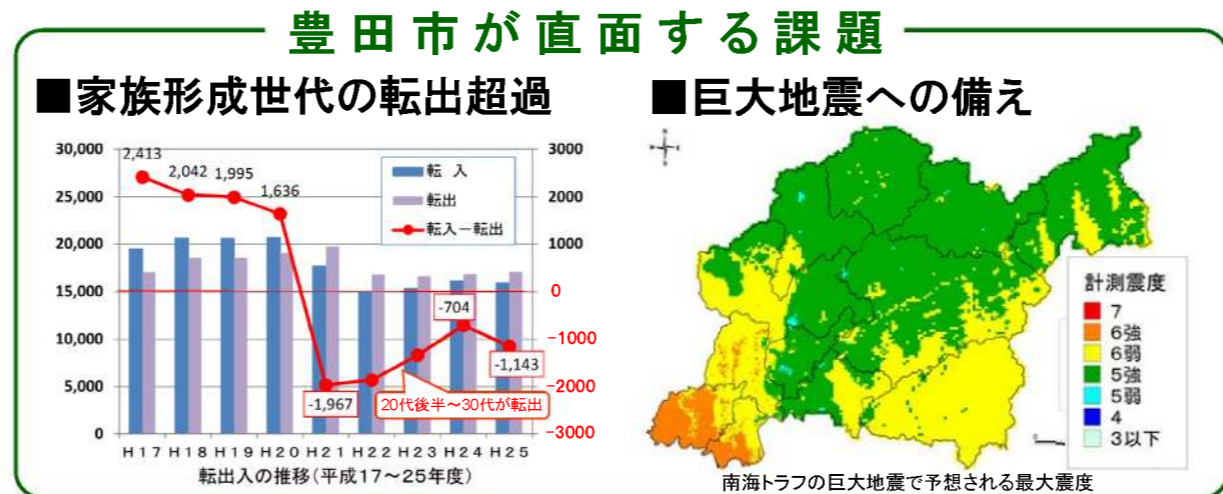 豊田市が直面する課題
■家族形成世代の転出超過
30,000
25,000
20,000
15,000
10,000
5,000
0
3000
2000
1000
0
-1000
-2000
-3000
2,413
2,042
1,995
1,636
-1,967
-704
-1,143
転 入
転出
転入－転出
20代後半～30代が転出
H17
H18
H19
H20
H21
H22
H23
H24
H25
転出入の推移(平成17～25年度)
■巨大地震への備え
計測震度
7
6強
6弱
5強
5弱
4
3以下
南海トラフの巨大地震で予想される最大震度